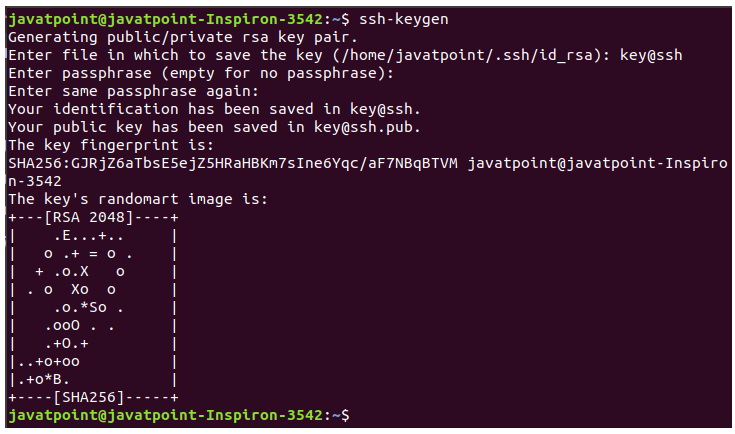 javatpoint@javatpoint-Inspiron-3542:~$ ssh-keygen
Generating public/private rsa key pair.
Enter file in which to save the key (/home/javatpoint/.ssh/id_rsa): key@ssh
Enter passphrase (empty for no passphrase):
Enter same passphrase again:
Your identification has been saved in key@ssh.
Your public key has been saved in key@ssh.pub.
The key fingerprint is:
SHA256:GJRjZ6aTbsE5ejZ5HRaHBKm7sIne6Yqc/aF7NBqBTVM javatpoint@javatpoint-Inspiro
n-3542
The key's randomart image is:
+---[RSA 2048]----+
|    .E...+..     |
|   o .+ = o .    |
|  + .o.X   o     |
| . o  Xo  o      |
|     .o.*So .    |
|    .ooO . .     |
|    .+O.+        |
|..+o+oo          |
|.+o*B.           |
+----[SHA256]-----+
javatpoint@javatpoint-Inspiron-3542:~$